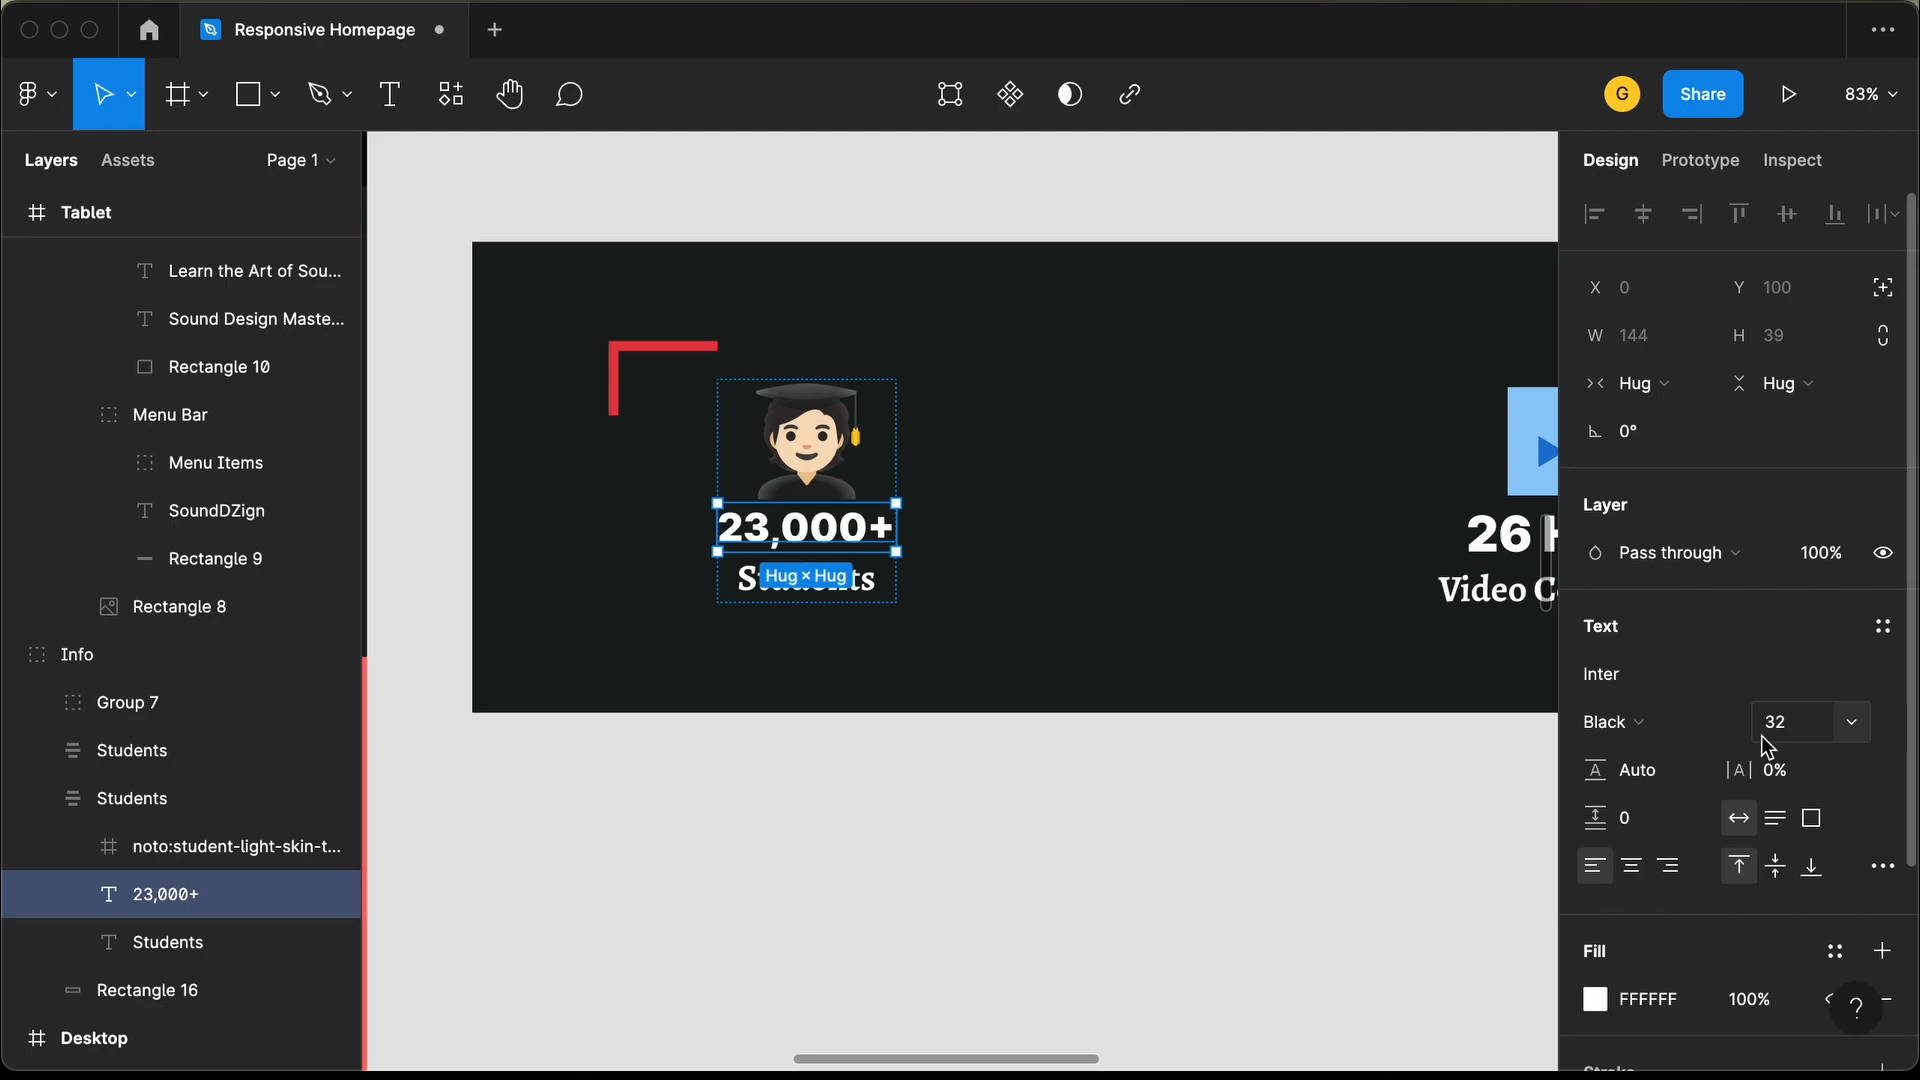 Responsive Homepage
G
Share
83%
Layers
Assets
Page 1
Design
Prototype
Inspect
Tablet
Learn the Art of Sou...
Sound Design Maste...
Rectangle 10
Menu Bar
Menu Items
SoundDZign
Rectangle 9
Rectangle 8
Info
Group 7
Students
Students
noto:student-light-skin-t...
23,000+
Students
Rectangle 16
Desktop
23,000+
Hug × Hug
26
Video C
X 0
Y 100
W 144
H 39
Hug
Hug
0°
Layer
Pass through
100%
Text
Inter
Black
32
A Auto
|A| 0%
0
Fill
FFFFFF
100%
?